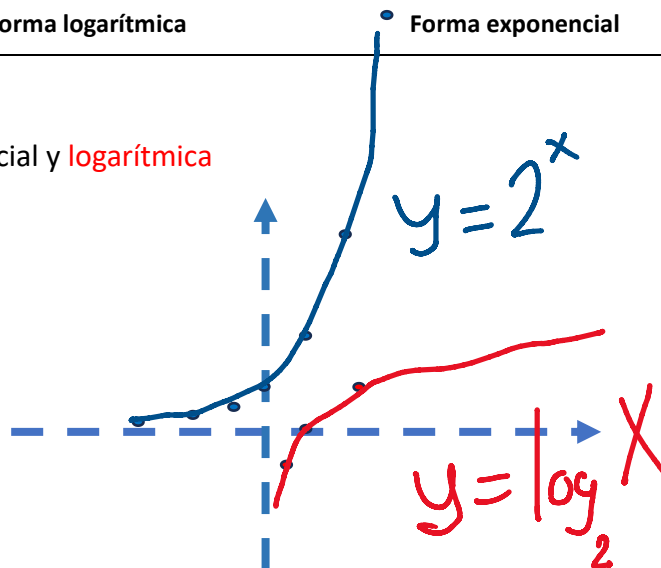 orma logarítmica Forma exponencial
cial y logarítmica
y = 2^x
y = log_2 X